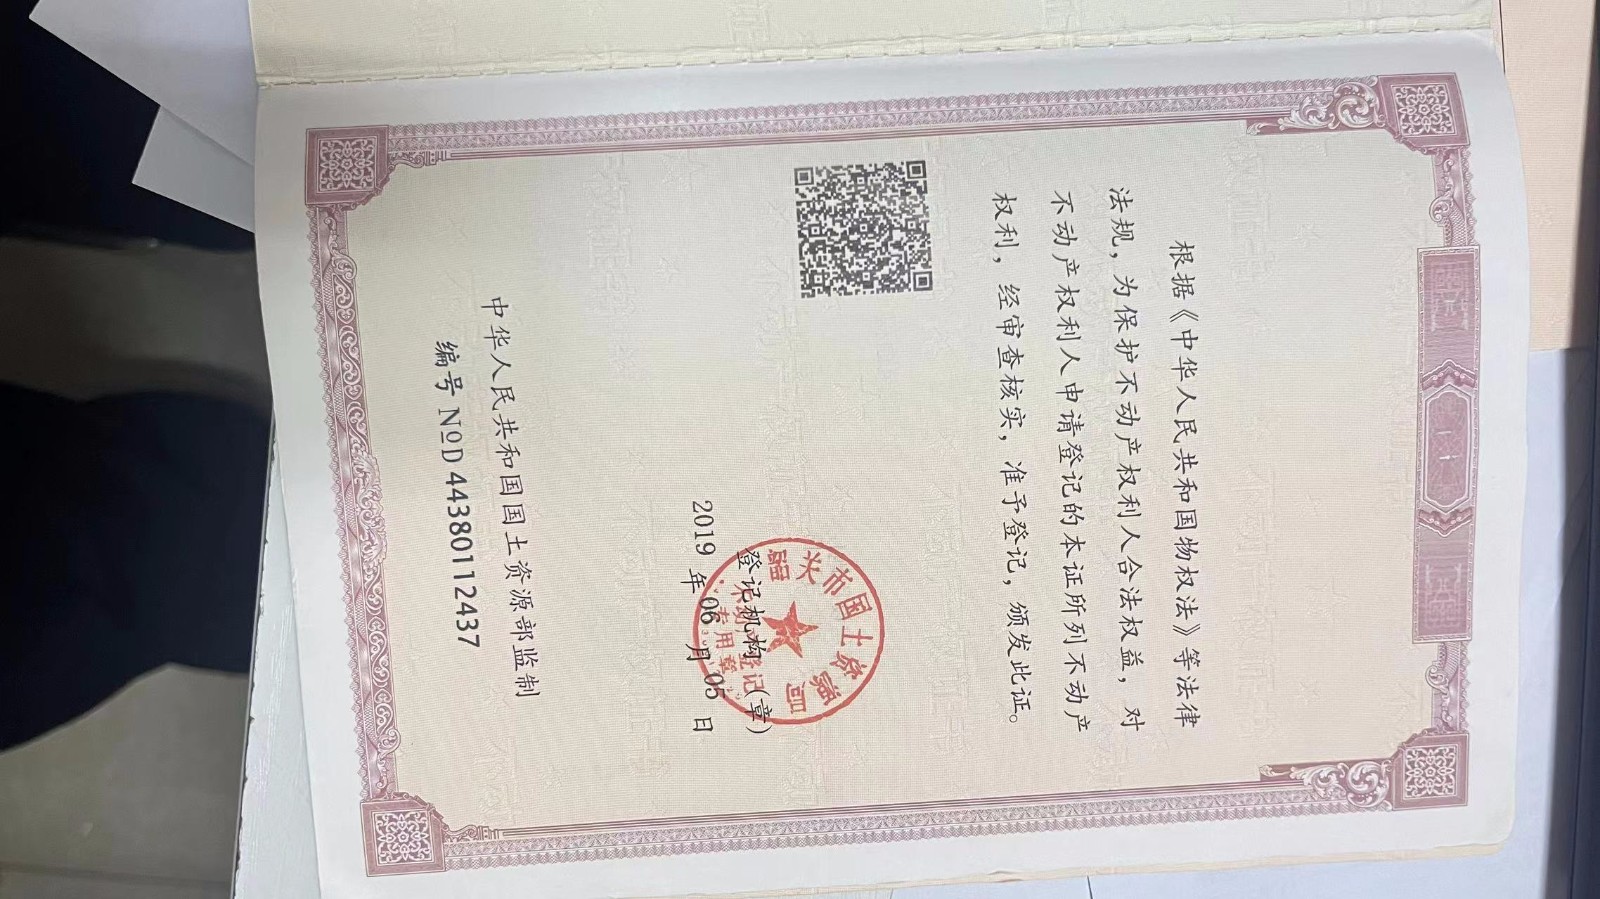 根据《中华人民共和国物权法》等法律
法规，为保护不动产权利人合法权益，对
不动产权利人申请登记的本证所列不动产
权利，经审查核实，准予登记，颁发此证。
登记机构（章）
2019 年 06 月 05 日
头市国土资源
专用章
中华人民共和国国土资源部监制
编号 №D44380112437